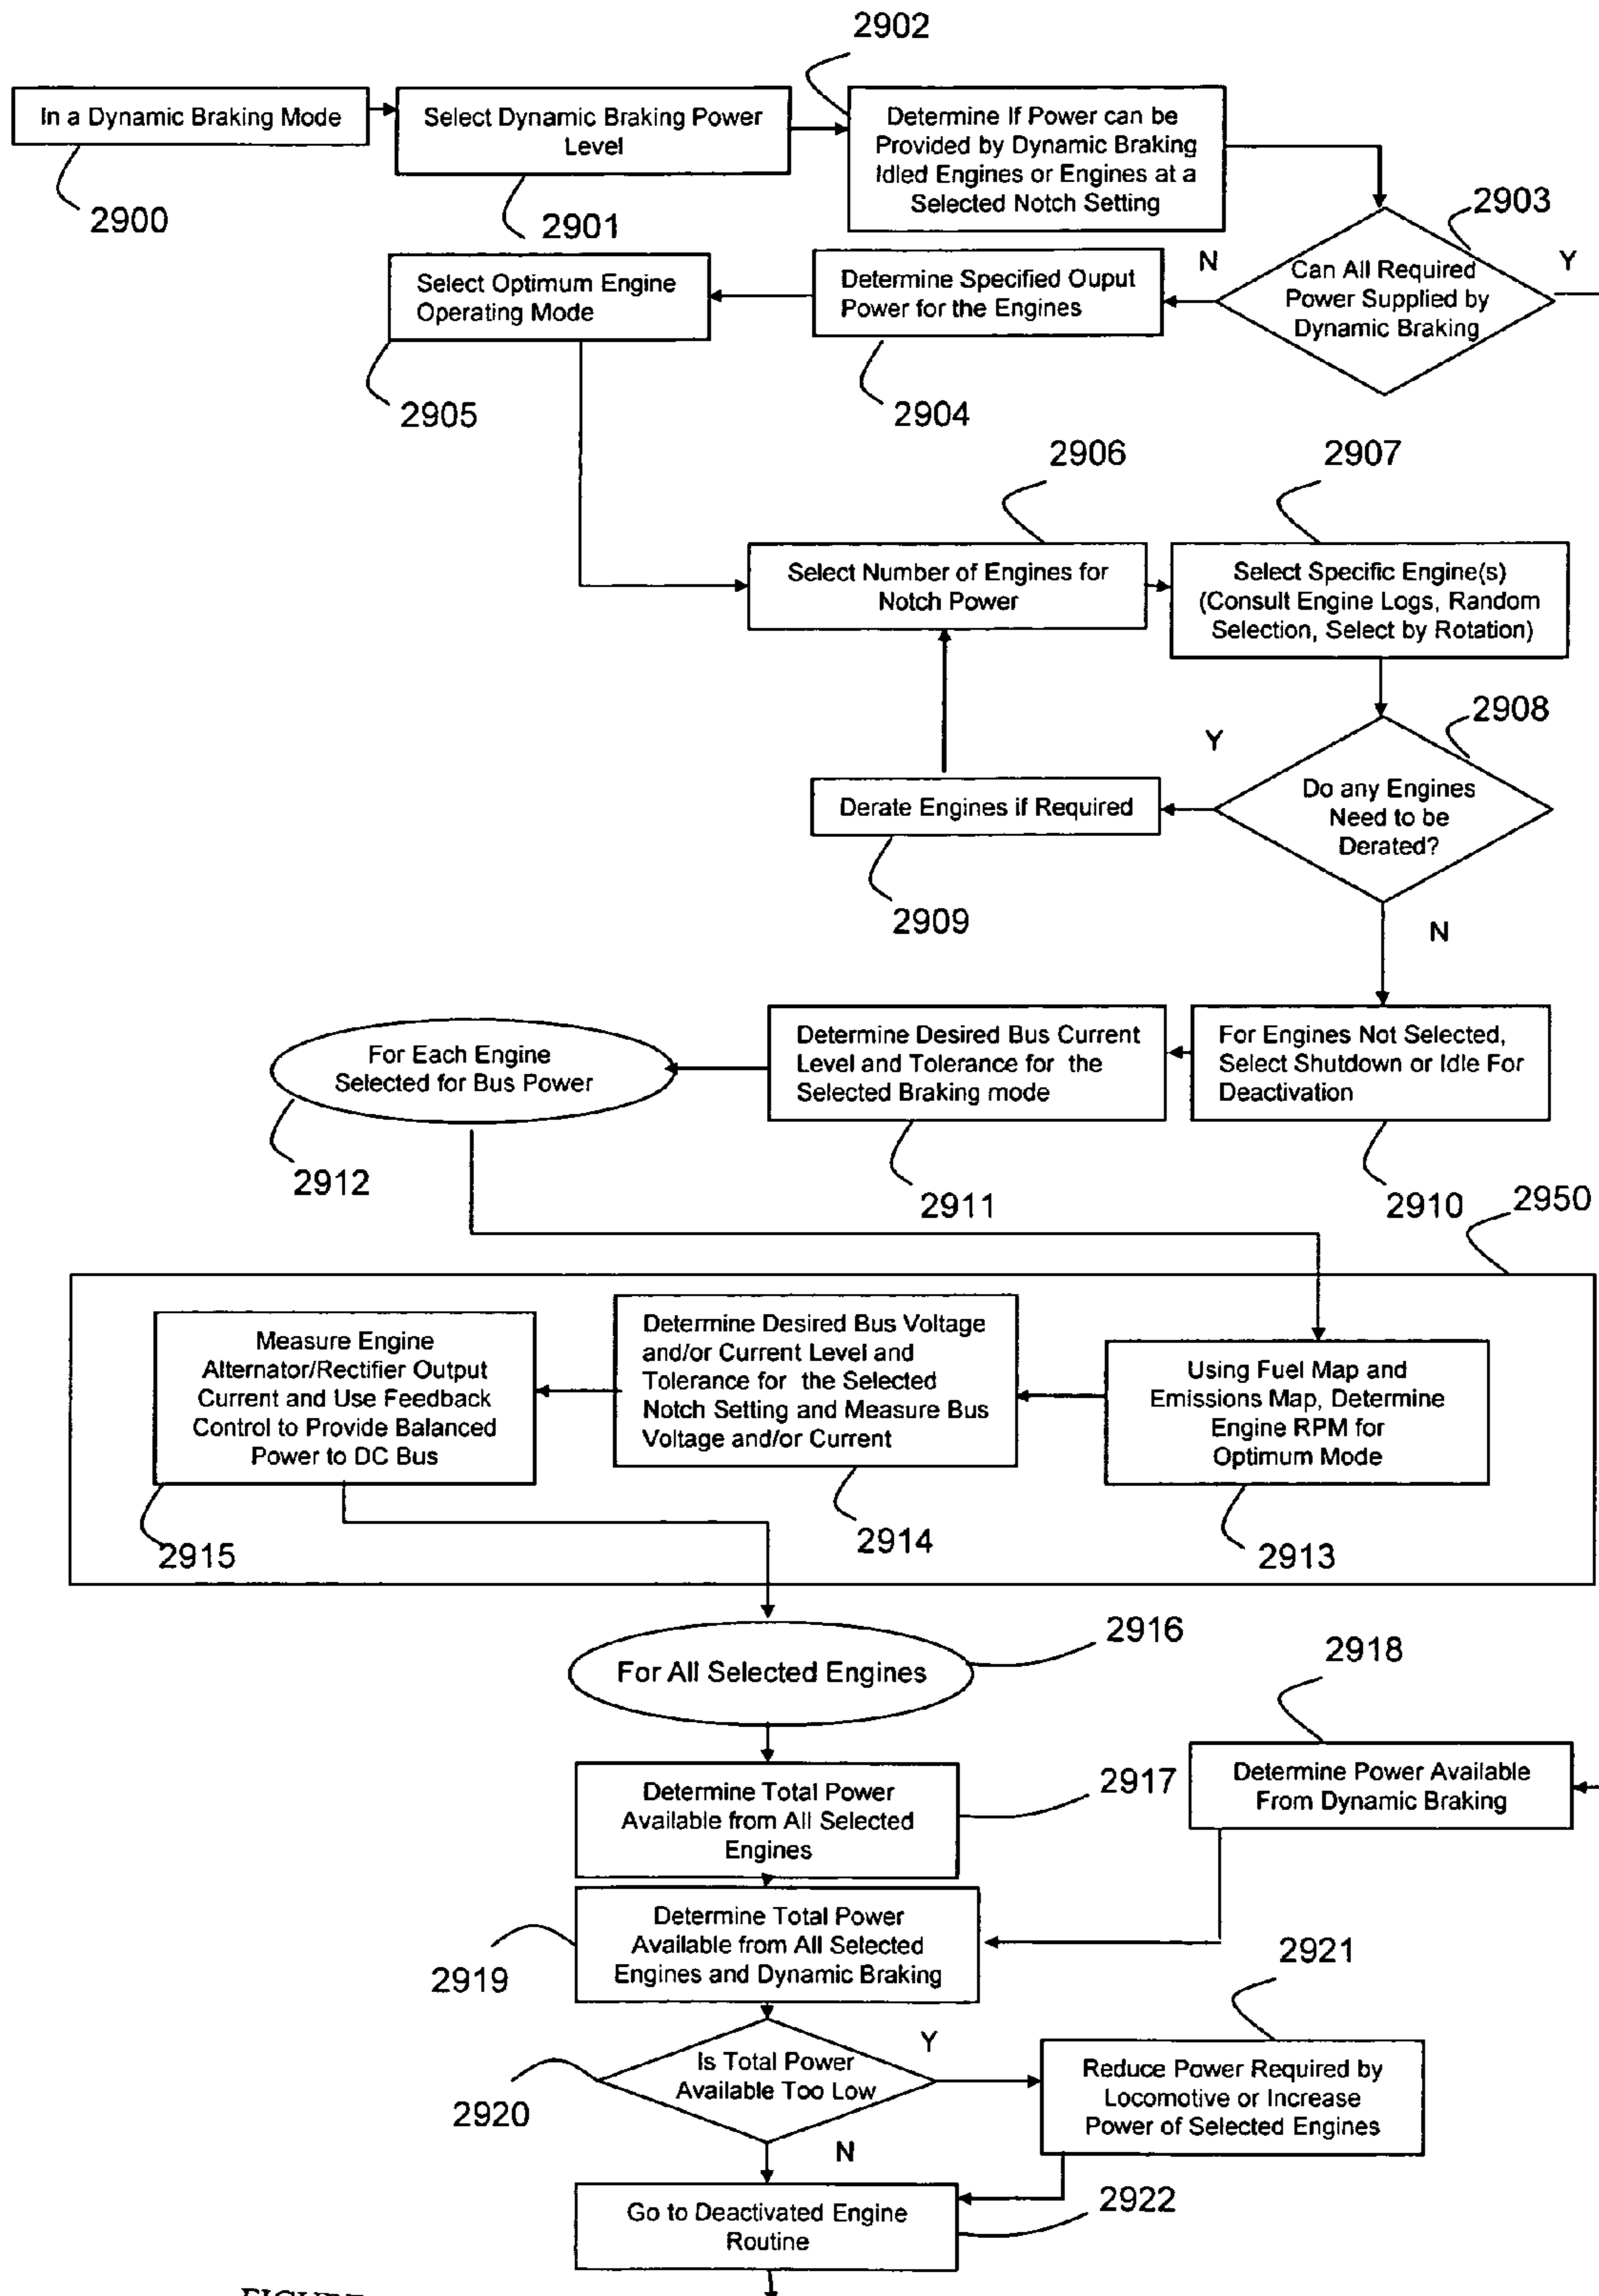 2902
In a Dynamic Braking Mode
Select Dynamic Braking Power
Level
Determine If Power can be
Provided by Dynamic Braking
Idled Engines or Engines at a
Selected Notch Setting
2900
2901
2903
N
Can All Required
Power Supplied by
Dynamic Braking
Y
Select Optimum Engine
Operating Mode
Determine Specified Ouput
Power for the Engines
2905
2904
2906
2907
Select Number of Engines for
Notch Power
Select Specific Engine(s)
(Consult Engine Logs, Random
Selection, Select by Rotation)
2908
Y
Derate Engines if Required
Do any Engines
Need to be
Derated?
2909
N
For Each Engine
Selected for Bus Power
Determine Desired Bus Current
Level and Tolerance for the
Selected Braking mode
For Engines Not Selected,
Select Shutdown or Idle For
Deactivation
2912
2911
2910
2950
Measure Engine
Alternator/Rectifier Output
Current and Use Feedback
Control to Provide Balanced
Power to DC Bus
Determine Desired Bus Voltage
and/or Current Level and
Tolerance for the Selected
Notch Setting and Measure Bus
Voltage and/or Current
Using Fuel Map and
Emissions Map, Determine
Engine RPM for
Optimum Mode
2915
2914
2913
For All Selected Engines
2916
2918
Determine Total Power
Available from All Selected
Engines
2917
Determine Power Available
From Dynamic Braking
Determine Total Power
Available from All Selected
Engines and Dynamic Braking
2919
2921
Is Total Power
Available Too Low
Y
2920
Reduce Power Required by
Locomotive or Increase
Power of Selected Engines
N
Go to Deactivated Engine
Routine
2922